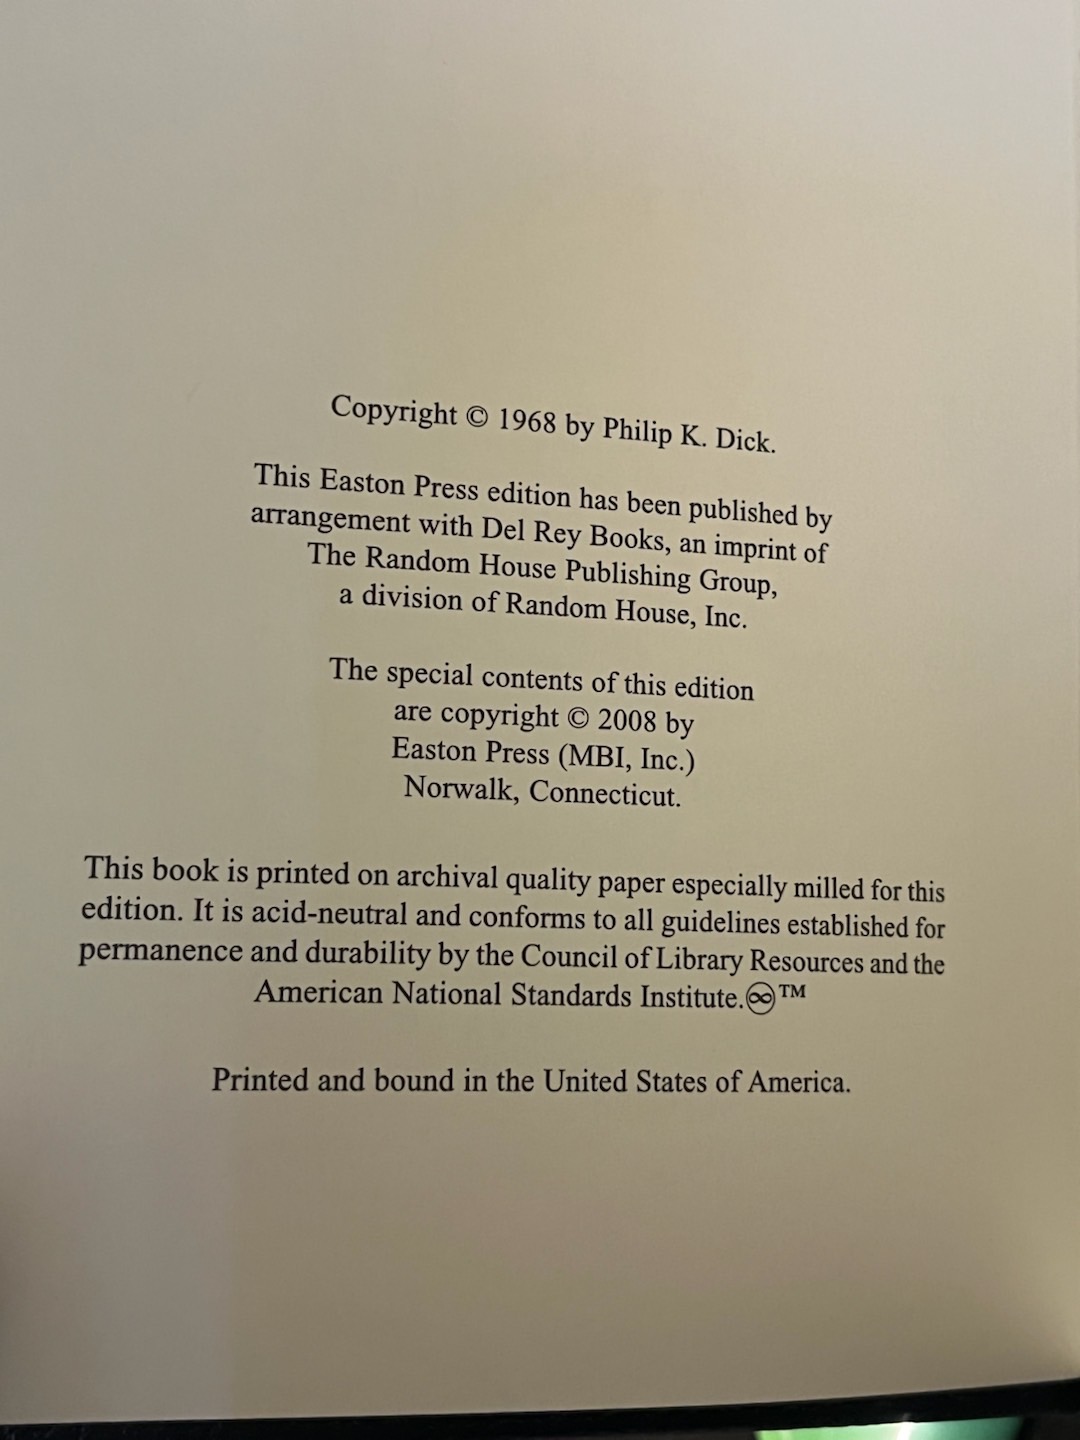 Copyright © 1968 by Philip K. Dick.
This Easton Press edition has been published by
arrangement with Del Rey Books, an imprint of
The Random House Publishing Group,
a division of Random House, Inc.
The special contents of this edition
are copyright © 2008 by
Easton Press (MBI, Inc.)
Norwalk, Connecticut.
This book is printed on archival quality paper especially milled for this
edition. It is acid-neutral and conforms to all guidelines established for
permanence and durability by the Council of Library Resources and the
American National Standards Institute.♾™
Printed and bound in the United States of America.